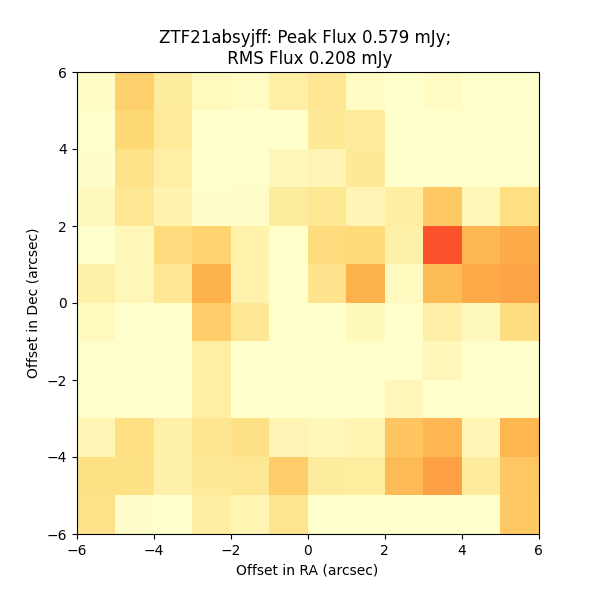 ZTF21absyjff: Peak Flux 0.579 mJy;
RMS Flux 0.208 mJy
6
4
2
0
−2
−4
−6
Offset in Dec (arcsec)
−6 −4 −2 0 2 4 6
Offset in RA (arcsec)